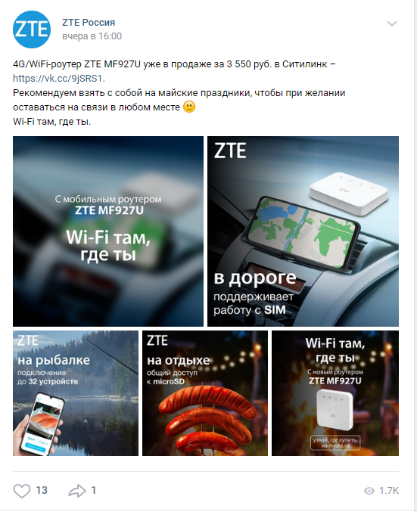 ZTE
ZTE Россия
вчера в 16:00
4G/WiFi-роутер ZTE MF927U уже в продаже за 3 550 руб. в Ситилинк –
https://vk.cc/9jSRS1.
Рекомендуем взять с собой на майские праздники, чтобы при желании
оставаться на связи в любом месте 🙂
Wi-Fi там, где ты.
С мобильным роутером
ZTE MF927U
Wi-Fi там,
где ты
ZTE
в дороге
поддерживает
работу с SIM
ZTE
на рыбалке
подключение
до 32 устройств
ZTE
на отдыхе
общий доступ
к microSD
Wi-Fi там,
где ты
С новым роутером
ZTE MF927U
узнай, где купить,
13
1
1.7K